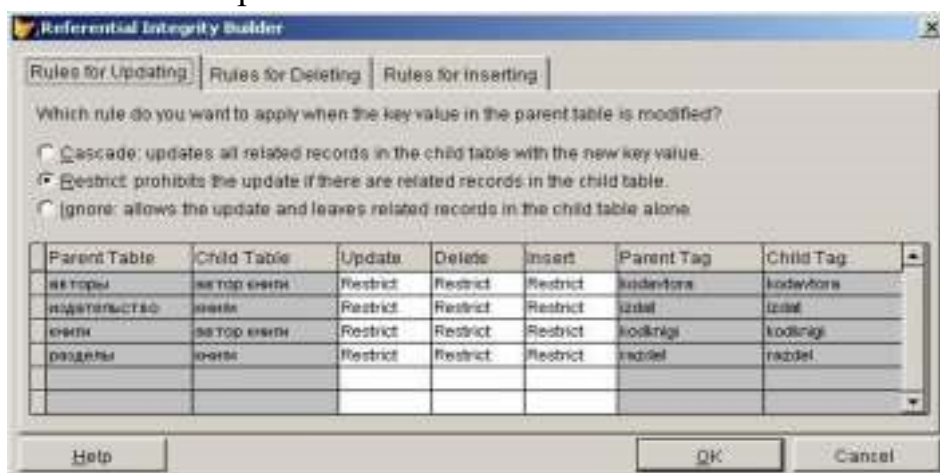 Referential Integrity Builder
Rules for Updating Rules for Deleting Rules for Inserting
Which rule do you want to apply when the key value in the parent table is modified?
Cascade: updates all related records in the child table with the new key value.
Restrict: prohibits the update if there are related records in the child table.
Ignore: allows the update and leaves related records in the child table alone.
Parent Table Child Table Update Delete Insert Parent Tag Child Tag
авторы автор книги Restrict Restrict Restrict kodavtora kodavtora
издательство книги Restrict Restrict Restrict izdat izdat
книги автор книги Restrict Restrict Restrict kodknigi kodknigi
разделы книги Restrict Restrict Restrict razdel razdel
Help OK Cancel